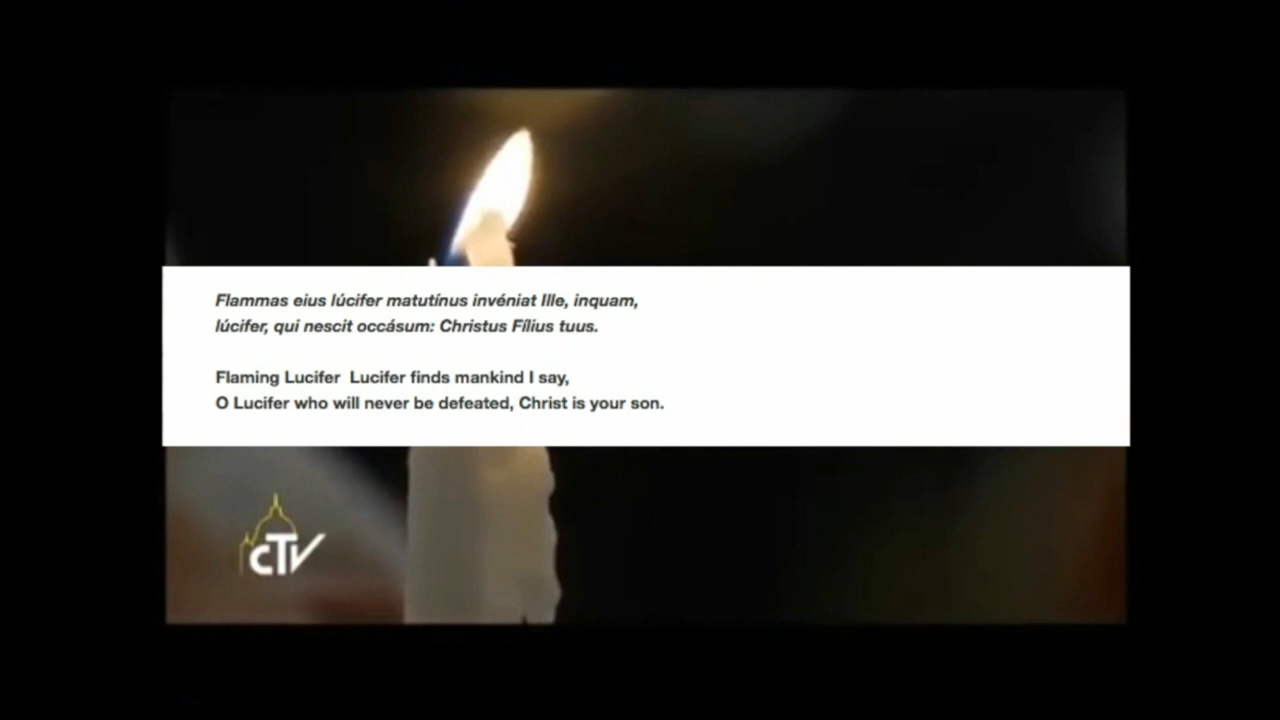 Flammas eius lúcifer matutínus invéniat Ille, inquam,
lúcifer, qui nescit occásum: Christus Fílius tuus.
Flaming Lucifer  Lucifer finds mankind I say,
O Lucifer who will never be defeated, Christ is your son.
cTV